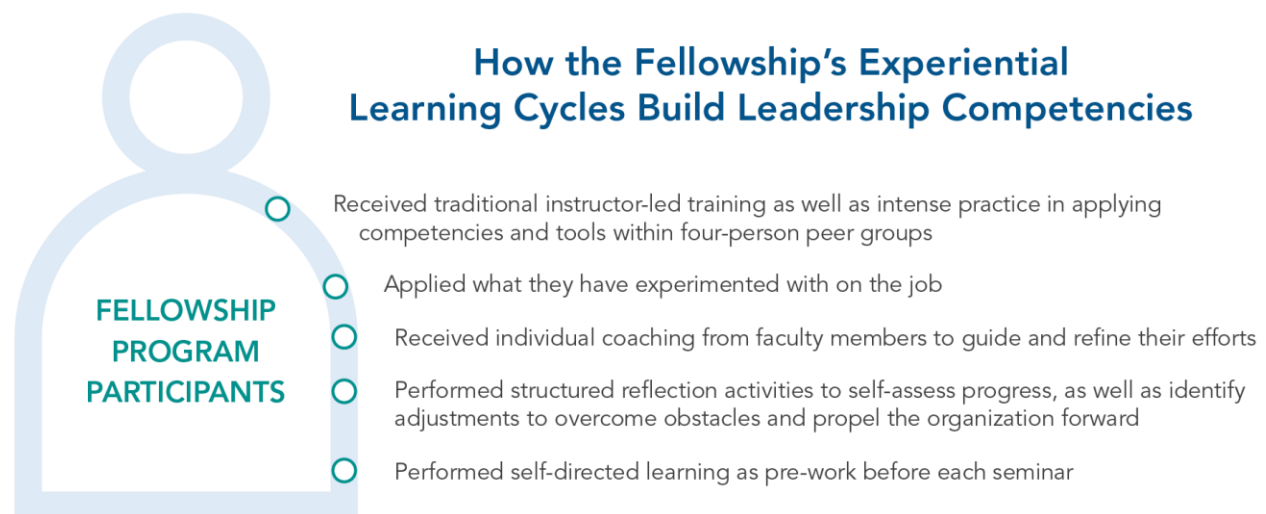 How the Fellowship’s Experiential
Learning Cycles Build Leadership Competencies
Received traditional instructor-led training as well as intense practice in applying
competencies and tools within four-person peer groups
Applied what they have experimented with on the job
FELLOWSHIP
PROGRAM
PARTICIPANTS
Received individual coaching from faculty members to guide and refine their efforts
Performed structured reflection activities to self-assess progress, as well as identify
adjustments to overcome obstacles and propel the organization forward
Performed self-directed learning as pre-work before each seminar